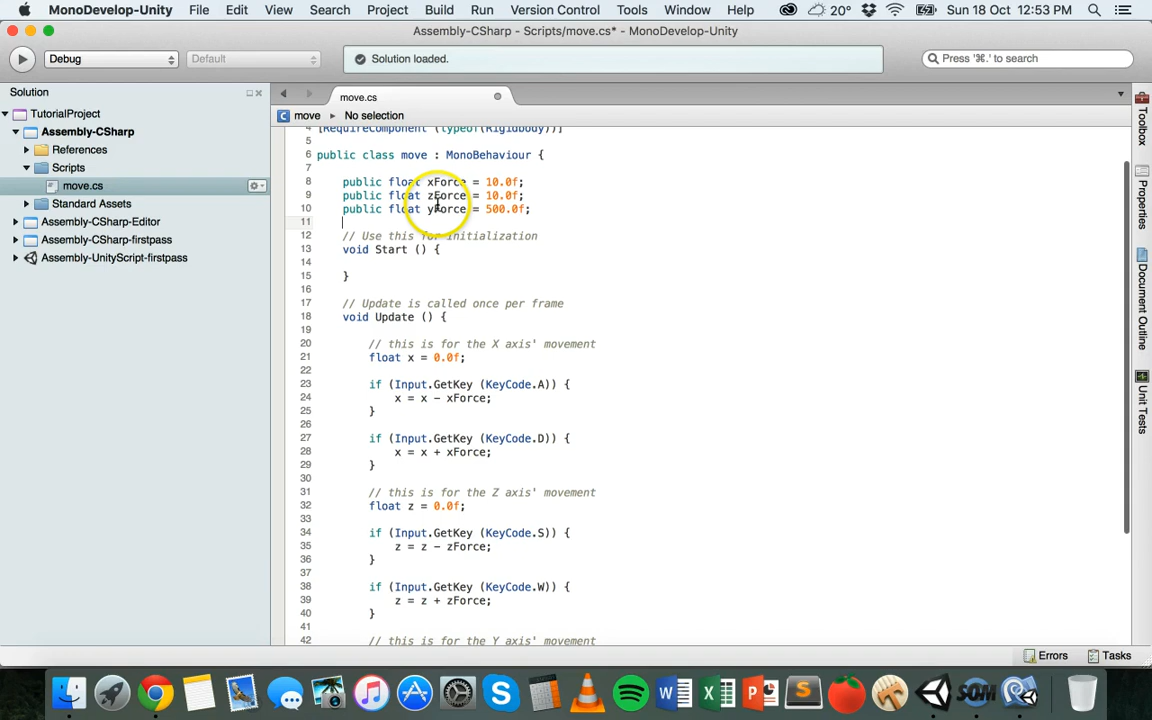 MonoDevelop-Unity File Edit View Search Project Build Run Version Control Tools Window Help 20° Sun 18 Oct 12:53 PM
Assembly-CSharp - Scripts/move.cs* - MonoDevelop-Unity
Debug Default Solution loaded. Press '⌘.' to search
Solution
TutorialProject
Assembly-CSharp
References
Scripts
move.cs
Standard Assets
Assembly-CSharp-Editor
Assembly-CSharp-firstpass
Assembly-UnityScript-firstpass
move.cs
move No selection
4 [RequireComponent (typeof(Rigidbody))]
5
6 public class move : MonoBehaviour {
7
8 public float xForce = 10.0f;
9 public float zForce = 10.0f;
10 public float yForce = 500.0f;
11
12 // Use this for initialization
13 void Start () {
14
15 }
16
17 // Update is called once per frame
18 void Update () {
19
20 // this is for the X axis' movement
21 float x = 0.0f;
22
23 if (Input.GetKey (KeyCode.A)) {
24 x = x - xForce;
25 }
26
27 if (Input.GetKey (KeyCode.D)) {
28 x = x + xForce;
29 }
30
31 // this is for the Z axis' movement
32 float z = 0.0f;
33
34 if (Input.GetKey (KeyCode.S)) {
35 z = z - zForce;
36 }
37
38 if (Input.GetKey (KeyCode.W)) {
39 z = z + zForce;
40 }
41
42 // this is for the Y axis' movement
Toolbox
Properties
Document Outline
Unit Tests
Errors Tasks
SOM